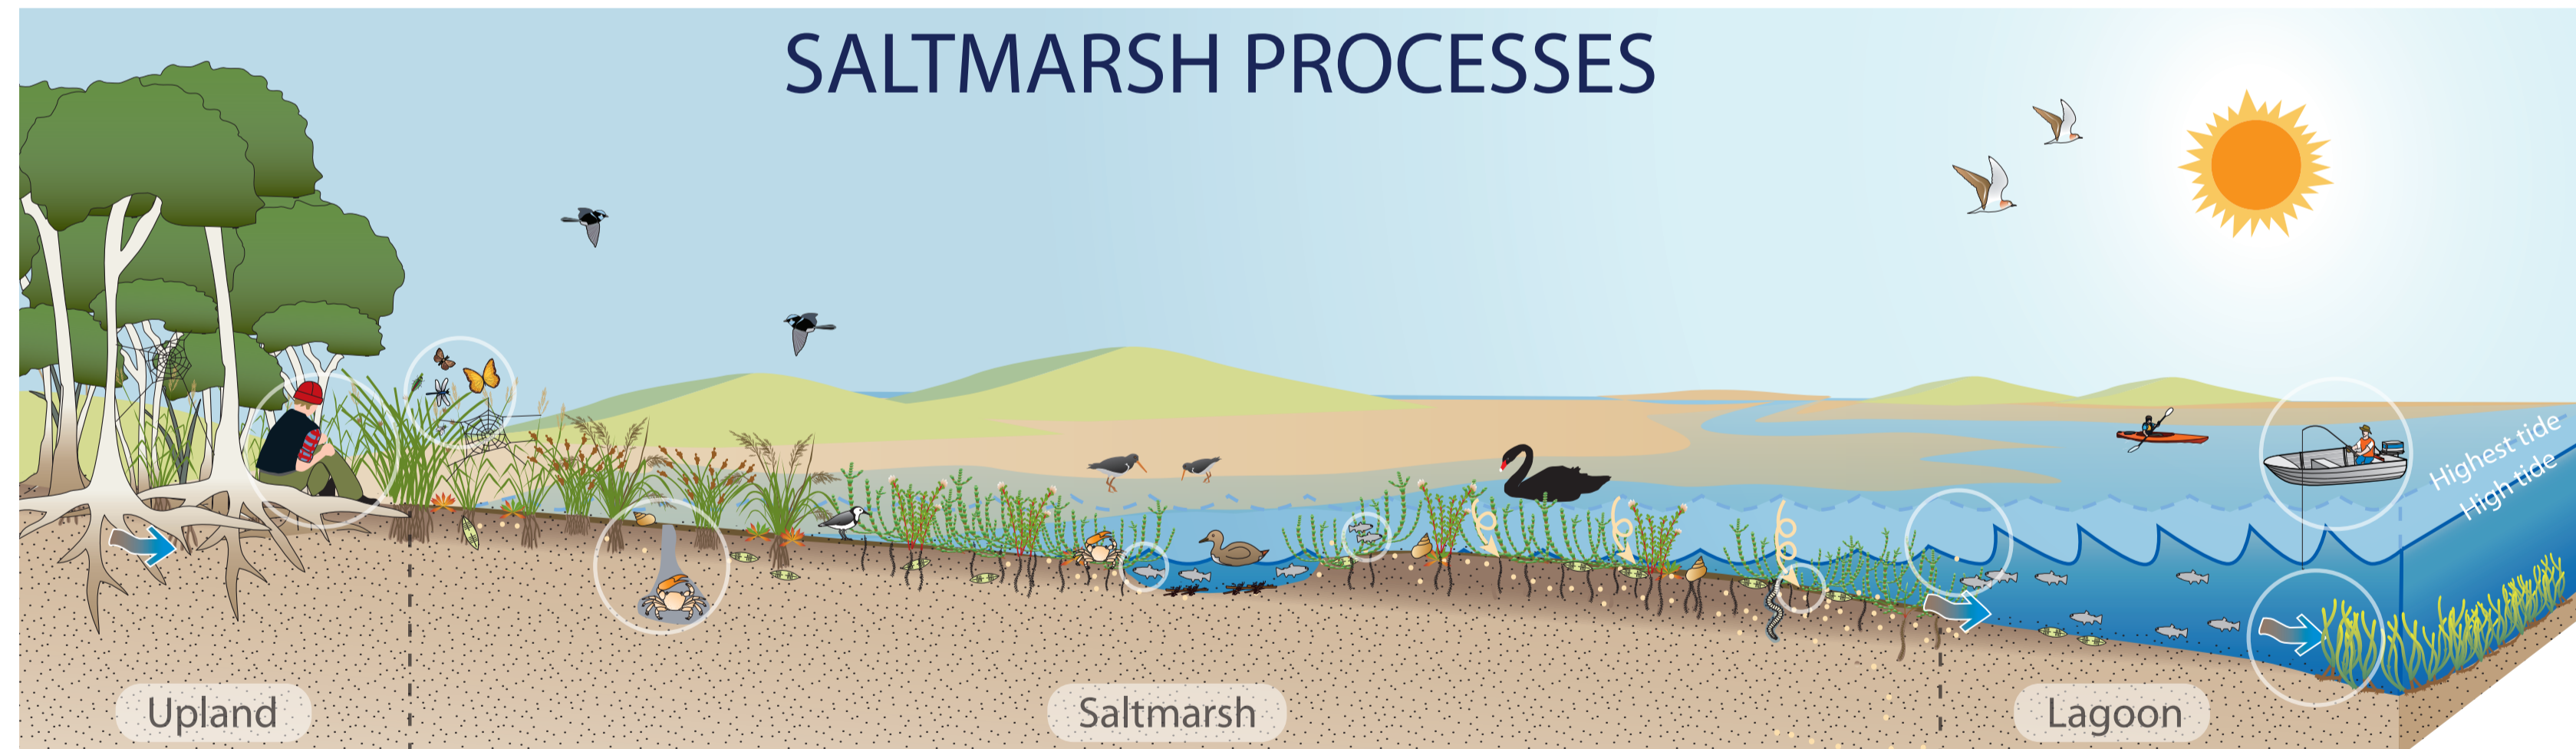 SALTMARSH PROCESSES
Highest tide
High tide
Upland
Saltmarsh
Lagoon